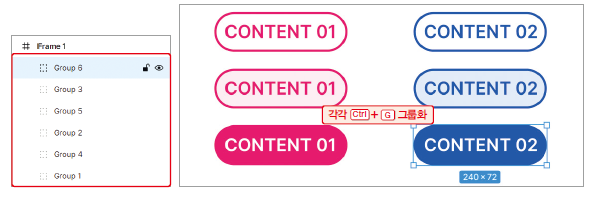 Frame 1
Group 6
Group 3
Group 5
Group 2
Group 4
Group 1
CONTENT 01
CONTENT 02
CONTENT 01
CONTENT 02
각각 Ctrl + G 그룹화
CONTENT 01
CONTENT 02
240 × 72